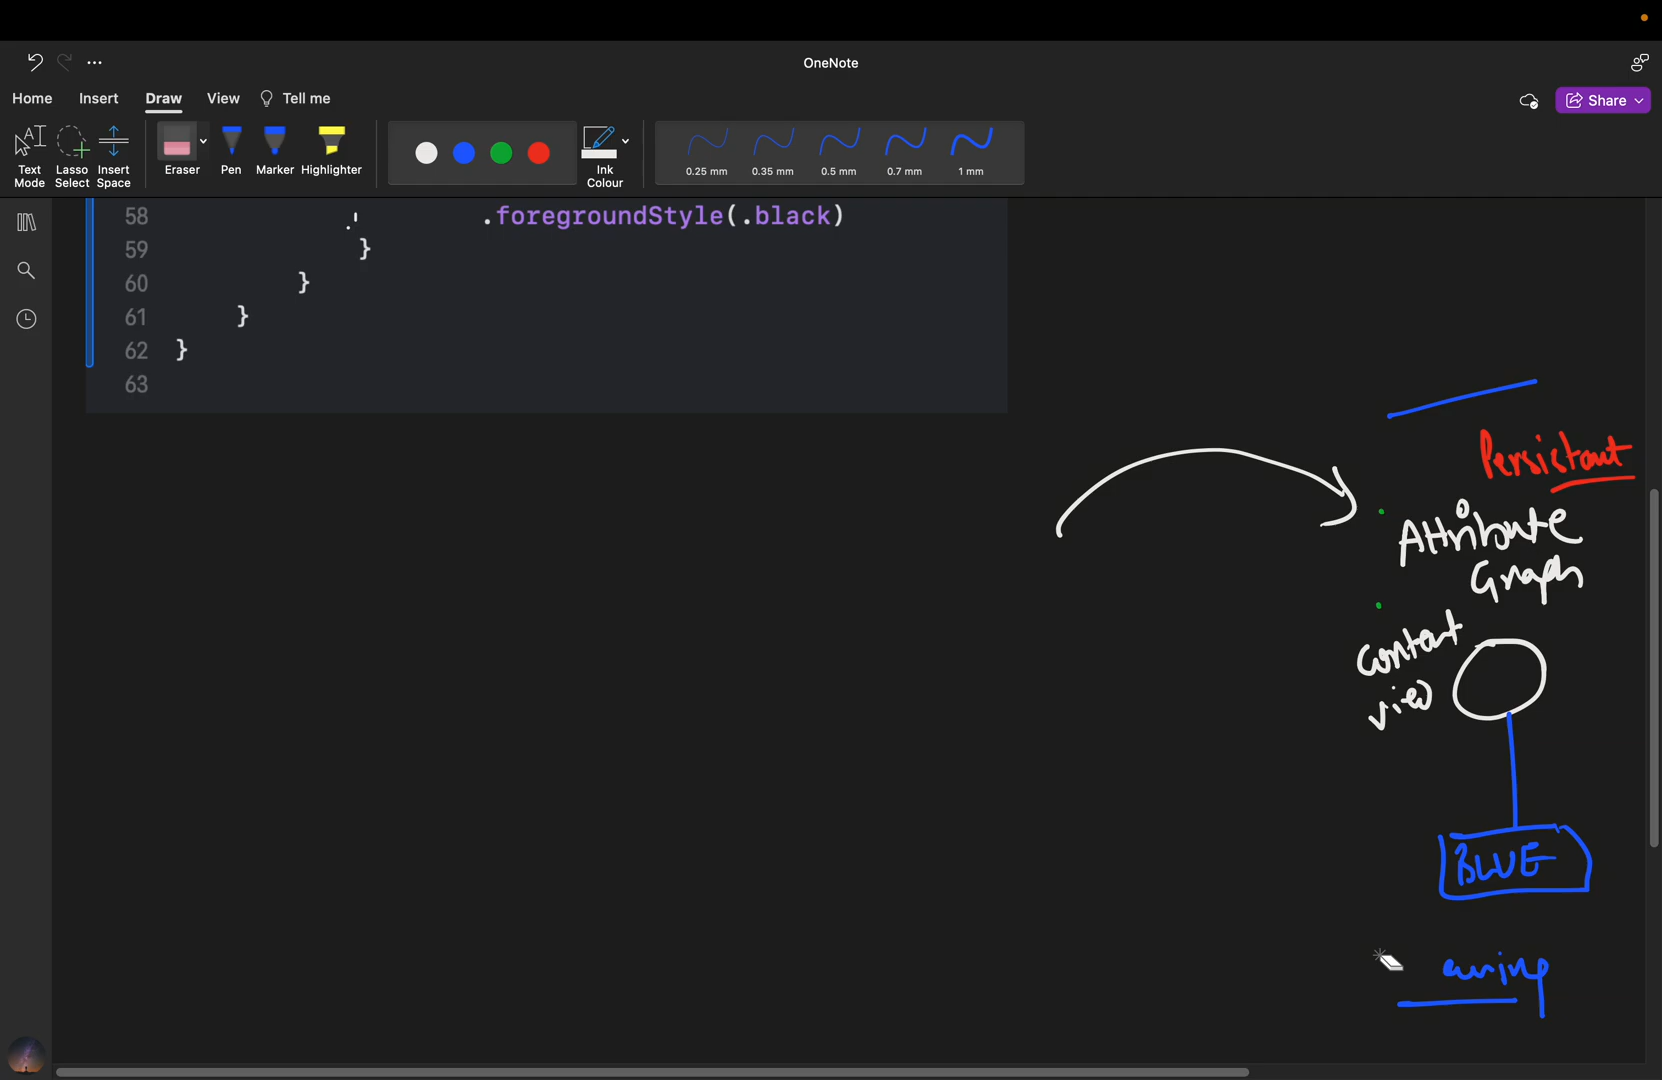 OneNote
Home Insert Draw View Tell me
Share
Text Mode
Lasso Select
Insert Space
Eraser
Pen
Marker
Highlighter
Ink Colour
0.25 mm
0.35 mm
0.5 mm
0.7 mm
1 mm
58 .foregroundStyle(.black)
59 }
60 }
61 }
62 }
63
Persistant
Attribute
Graph
Content
view
BLUE